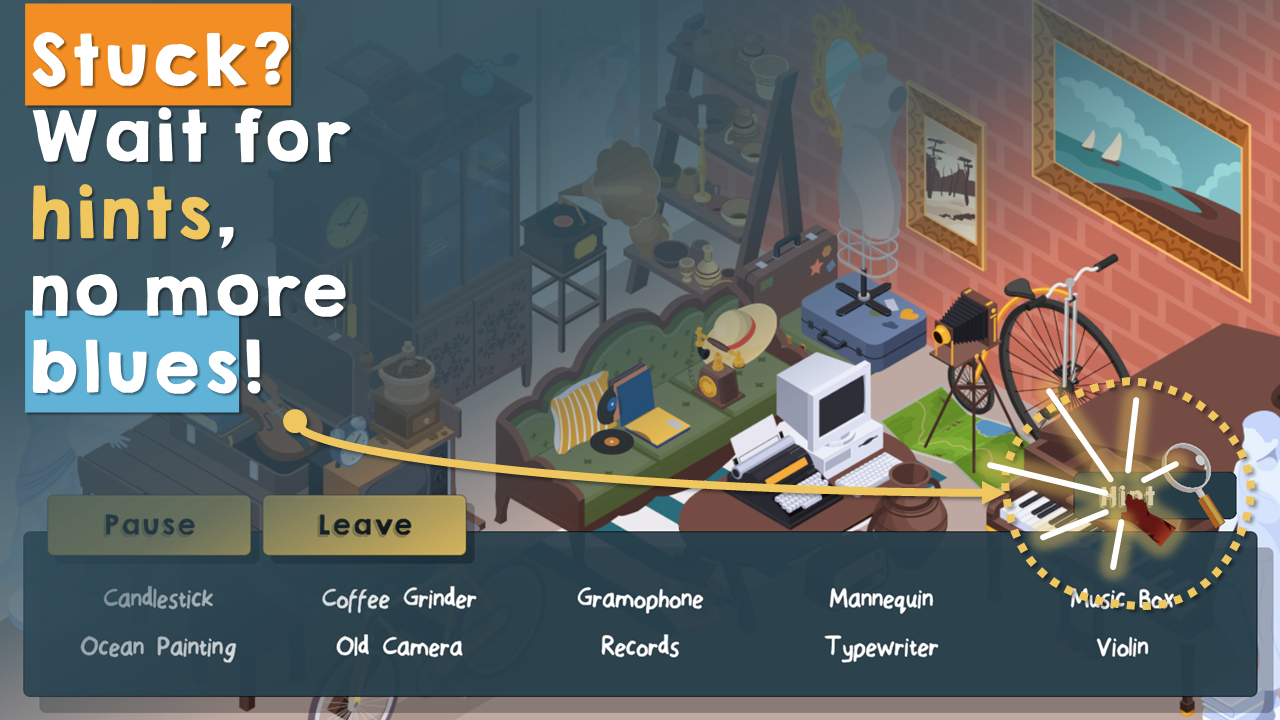 Stuck?
Wait for
hints,
no more
blues!
Hint
Pause Leave
Candlestick Coffee Grinder Gramophone Mannequin Music Box
Ocean Painting Old Camera Records Typewriter Violin